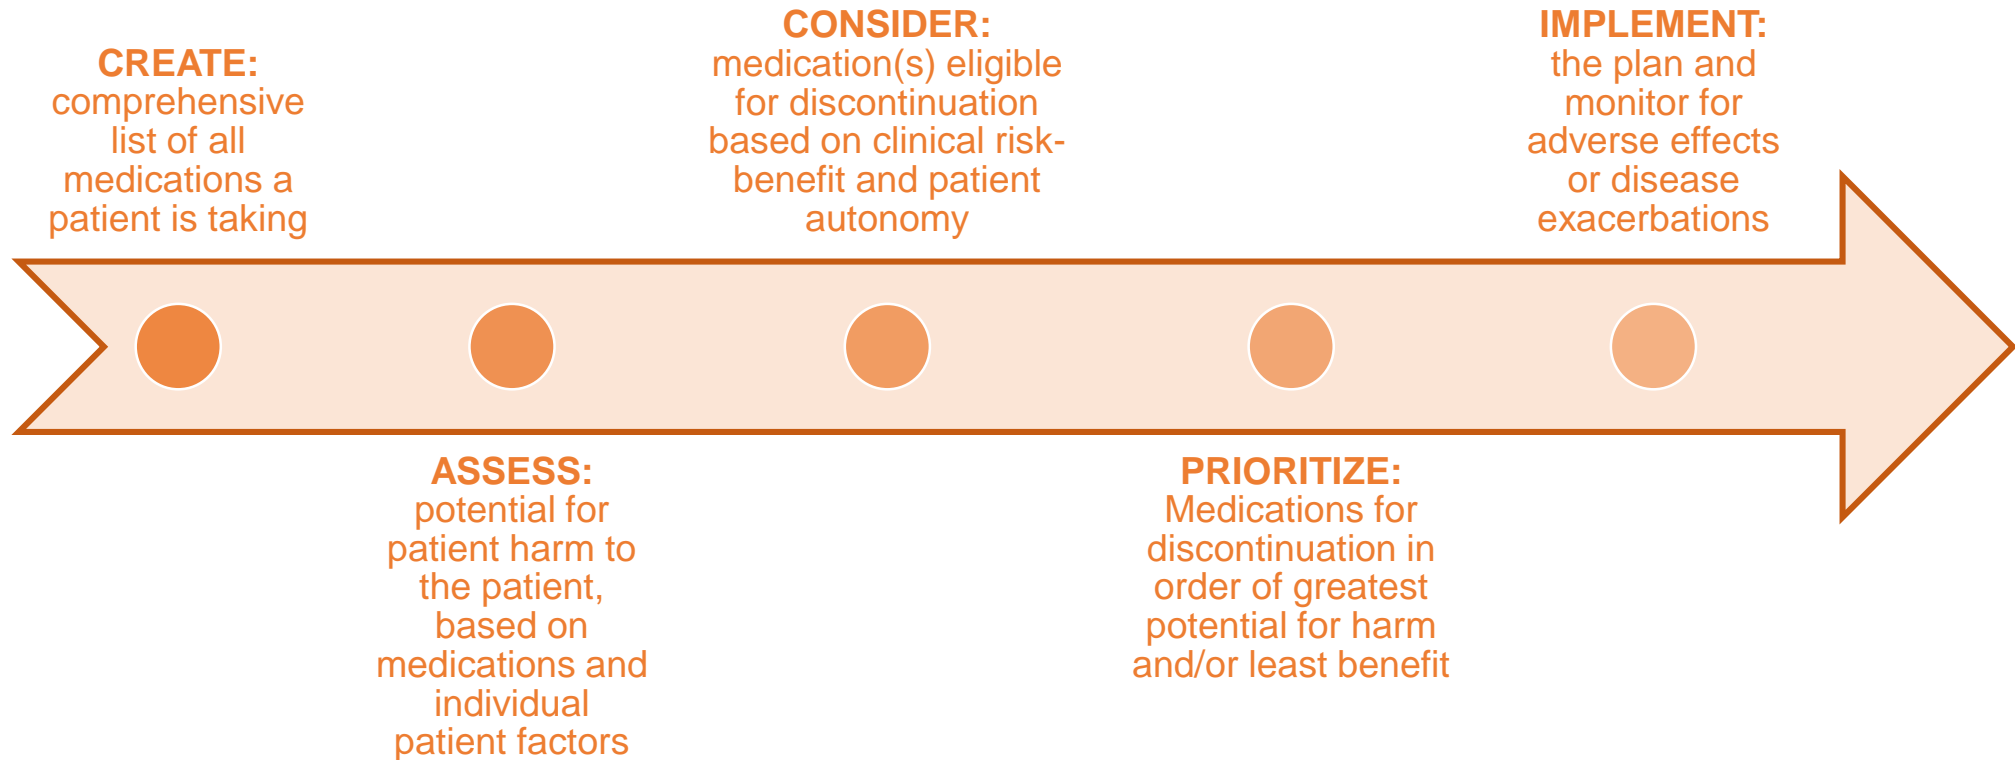 CREATE:
comprehensive
list of all
medications a
patient is taking
ASSESS:
potential for
patient harm to
the patient,
based on
medications and
individual
patient factors
CONSIDER:
medication(s) eligible
for discontinuation
based on clinical risk-
benefit and patient
autonomy
PRIORITIZE:
Medications for
discontinuation in
order of greatest
potential for harm
and/or least benefit
IMPLEMENT:
the plan and
monitor for
adverse effects
or disease
exacerbations